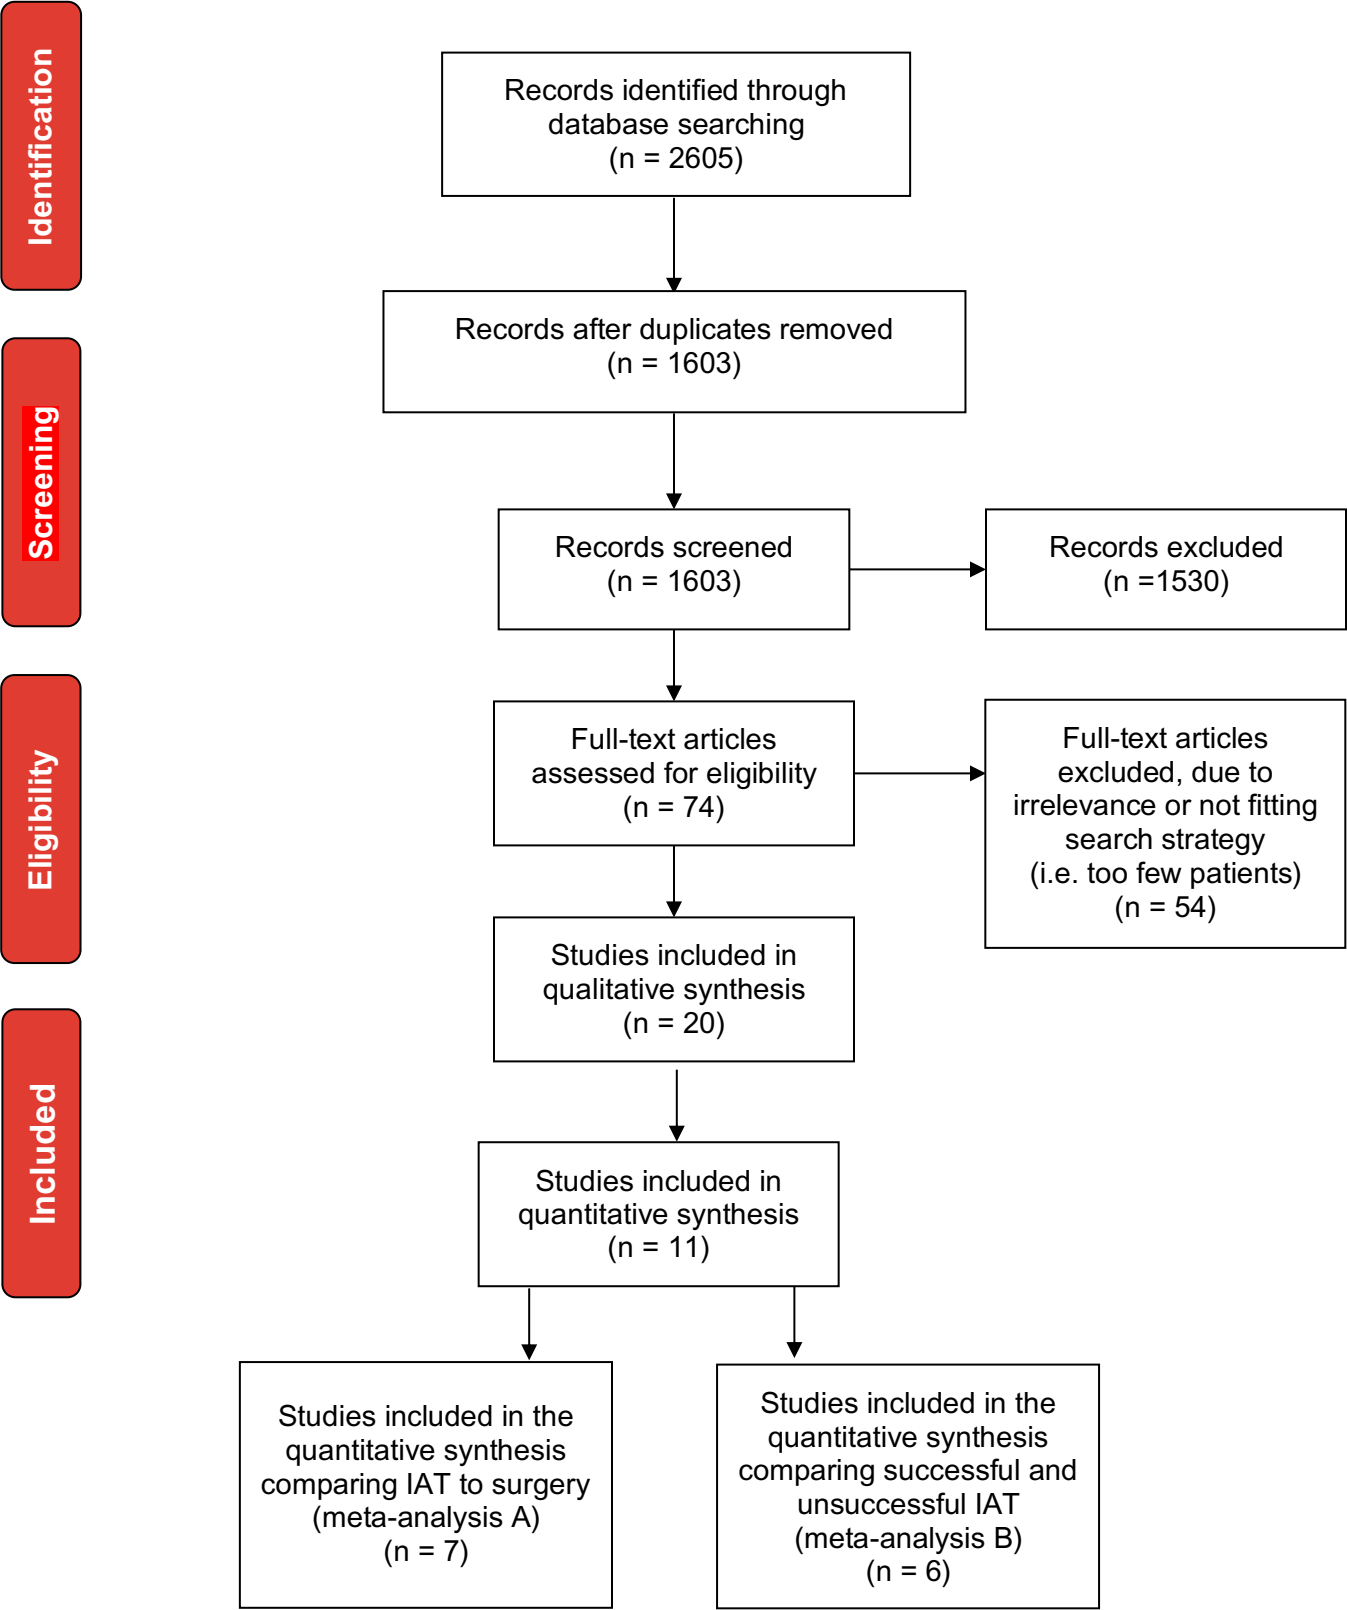 Identification
Records identified through
database searching
(n = 2605)
Records after duplicates removed
(n = 1603)
Screening
Records screened
(n = 1603)
Records excluded
(n =1530)
Eligibility
Full-text articles
assessed for eligibility
(n = 74)
Full-text articles
excluded, due to
irrelevance or not fitting
search strategy
(i.e. too few patients)
(n = 54)
Studies included in
qualitative synthesis
(n = 20)
Included
Studies included in
quantitative synthesis
(n = 11)
Studies included in the
quantitative synthesis
comparing IAT to surgery
(meta-analysis A)
(n = 7)
Studies included in the
quantitative synthesis
comparing successful and
unsuccessful IAT
(meta-analysis B)
(n = 6)